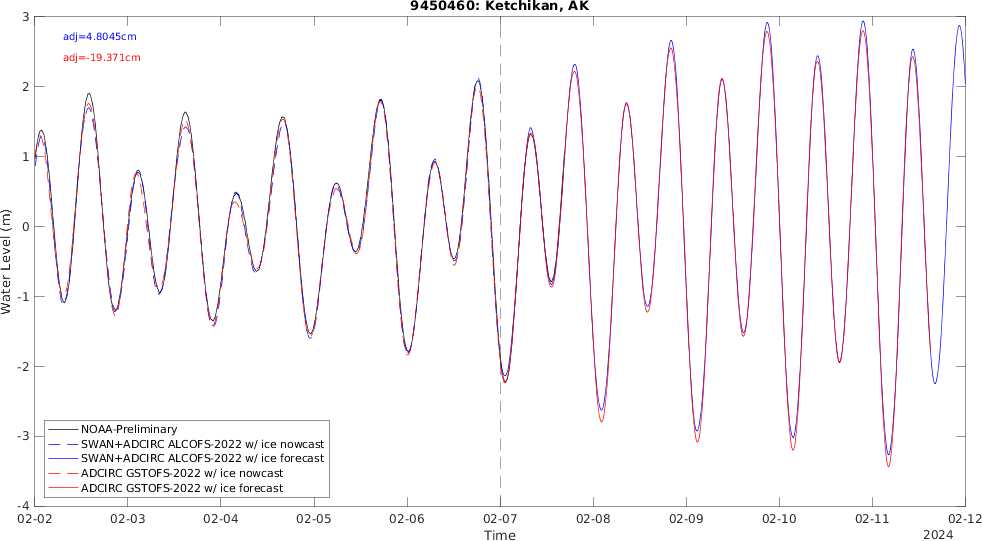 9450460: Ketchikan, AK
adj=4.8045cm
adj=-19.371cm
Water Level (m)
3
2
1
0
-1
-2
-3
-4
NOAA-Preliminary
SWAN+ADCIRC ALCOFS-2022 w/ ice nowcast
SWAN+ADCIRC ALCOFS-2022 w/ ice forecast
ADCIRC GSTOFS-2022 w/ ice nowcast
ADCIRC GSTOFS-2022 w/ ice forecast
02-02 02-03 02-04 02-05 02-06 02-07 02-08 02-09 02-10 02-11 02-12
Time
2024